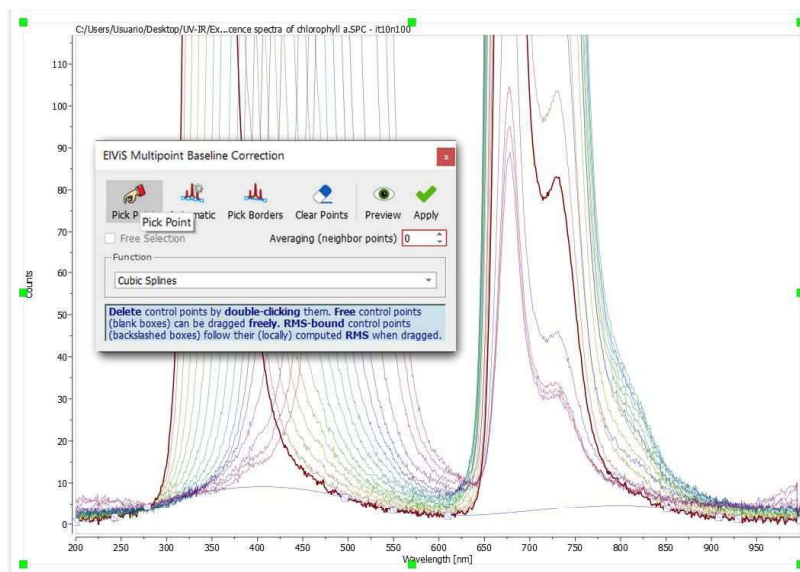 C:/Users/Usuario/Desktop/UV-IR/Ex...cence spectra of chlorophyll a.SPC - it10n100
110
100
90
80
70
60
50
40
30
20
10
0
Counts
ElViS Multipoint Baseline Correction
x
Pick P
tomatic
Pick Borders
Clear Points
Preview
Apply
Pick Point
Free Selection
Averaging (neighbor points)
0
Function
Cubic Splines
Delete control points by double-clicking them. Free control points
(blank boxes) can be dragged freely. RMS-bound control points
(backslashed boxes) follow their (locally) computed RMS when dragged.
200 250 300 350 400 450 500 550 600 650 700 750 800 850 900 950
Wavelength [nm]